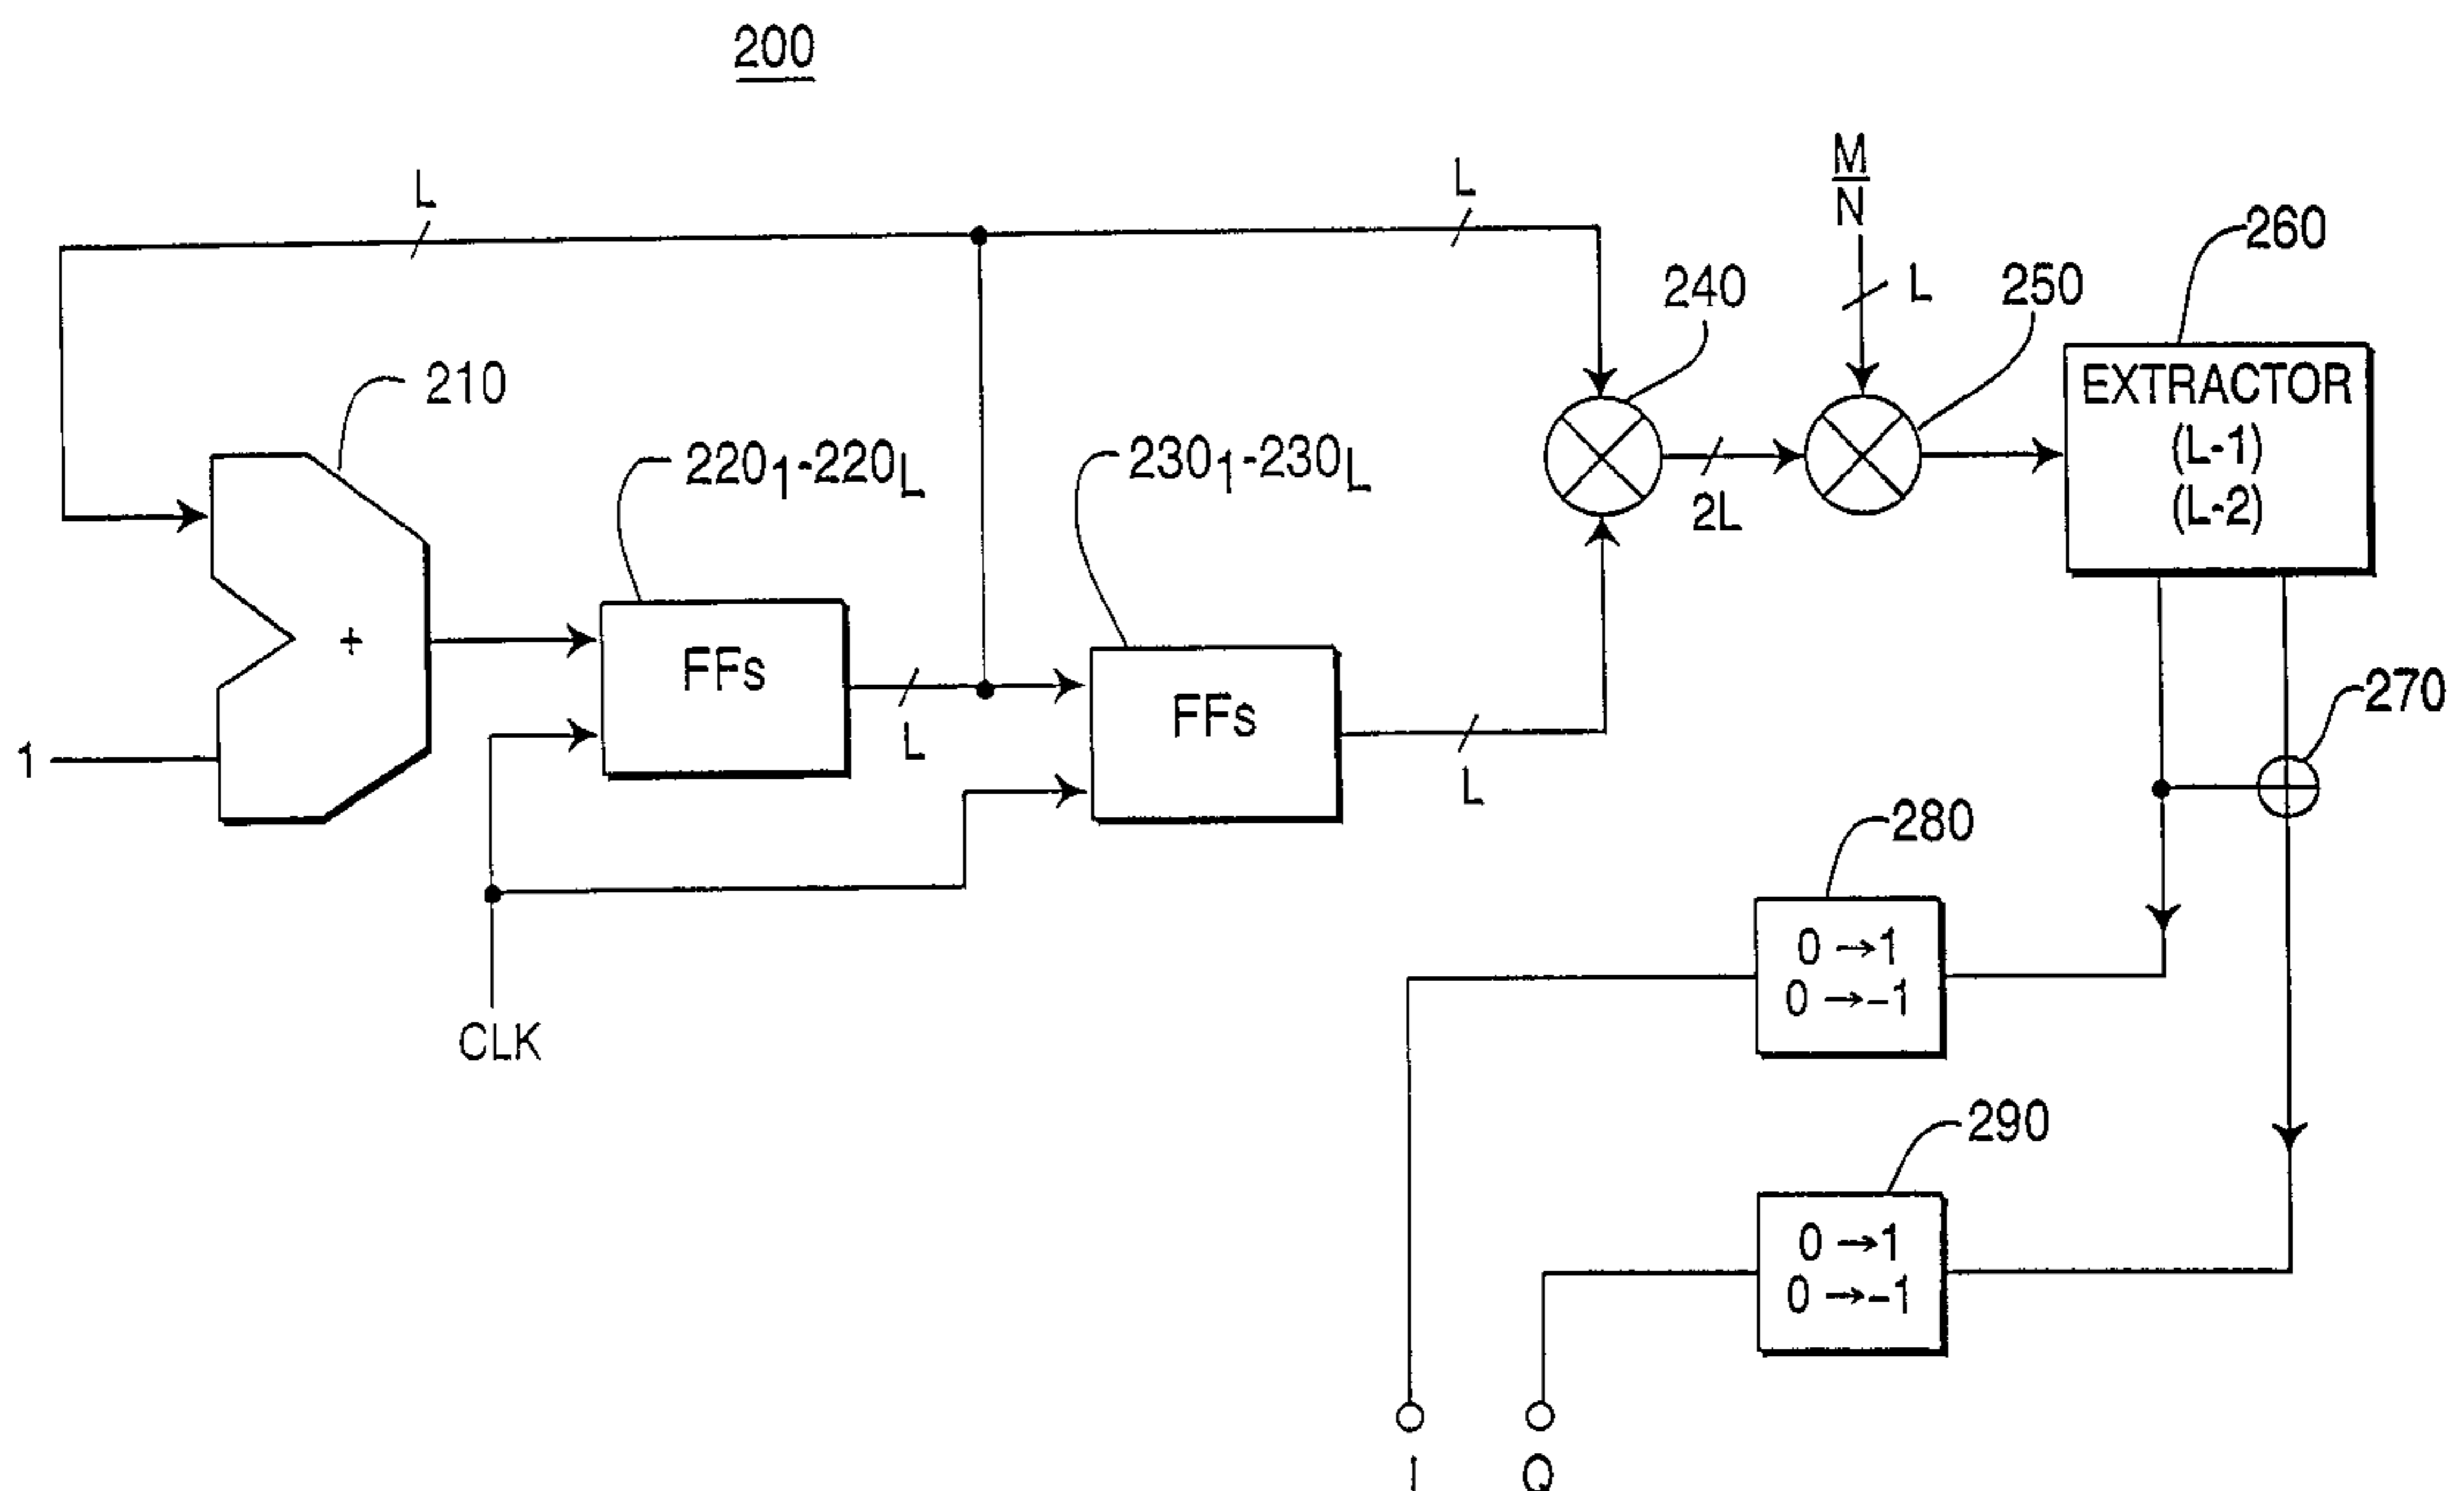 200
L
L
M
N
L
260
240
250
EXTRACTOR
(L-1)
(L-2)
210
220₁-220L
230₁-230L
2L
+
FFs
FFs
270
1
L
L
280
0→1
0→-1
CLK
290
0→1
0→-1
I
Q